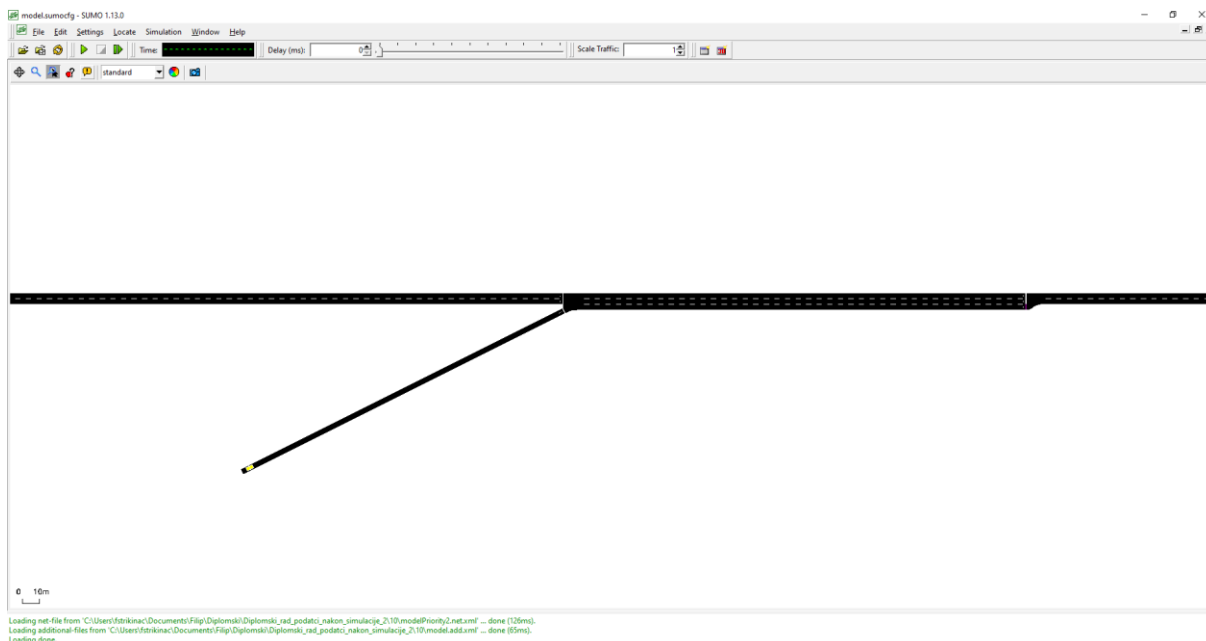 model.sumocfg - SUMO 1.13.0
File Edit Settings Locate Simulation Window Help
Time: Delay (ms): 0 Scale Traffic: 1
standard
0 16m
Loading net-file from 'C:\Users\fstrikinac\Documents\Filip\Diplomski\Diplomski_rad_podatci_nakon_simulacije_2\10\modelPriority2.net.xml' ... done (126ms).
Loading additional-files from 'C:\Users\fstrikinac\Documents\Filip\Diplomski\Diplomski_rad_podatci_nakon_simulacije_2\10\model.add.xml' ... done (65ms).
Loading done.